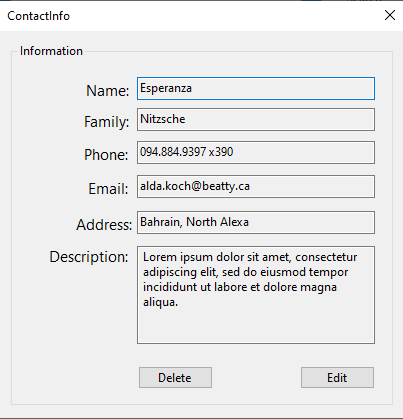 ContactInfo
Information
Name: Esperanza
Family: Nitzsche
Phone: 094.884.9397 x390
Email: alda.koch@beatty.ca
Address: Bahrain, North Alexa
Description: Lorem ipsum dolor sit amet, consectetur
adipiscing elit, sed do eiusmod tempor
incididunt ut labore et dolore magna
aliqua.
Delete Edit